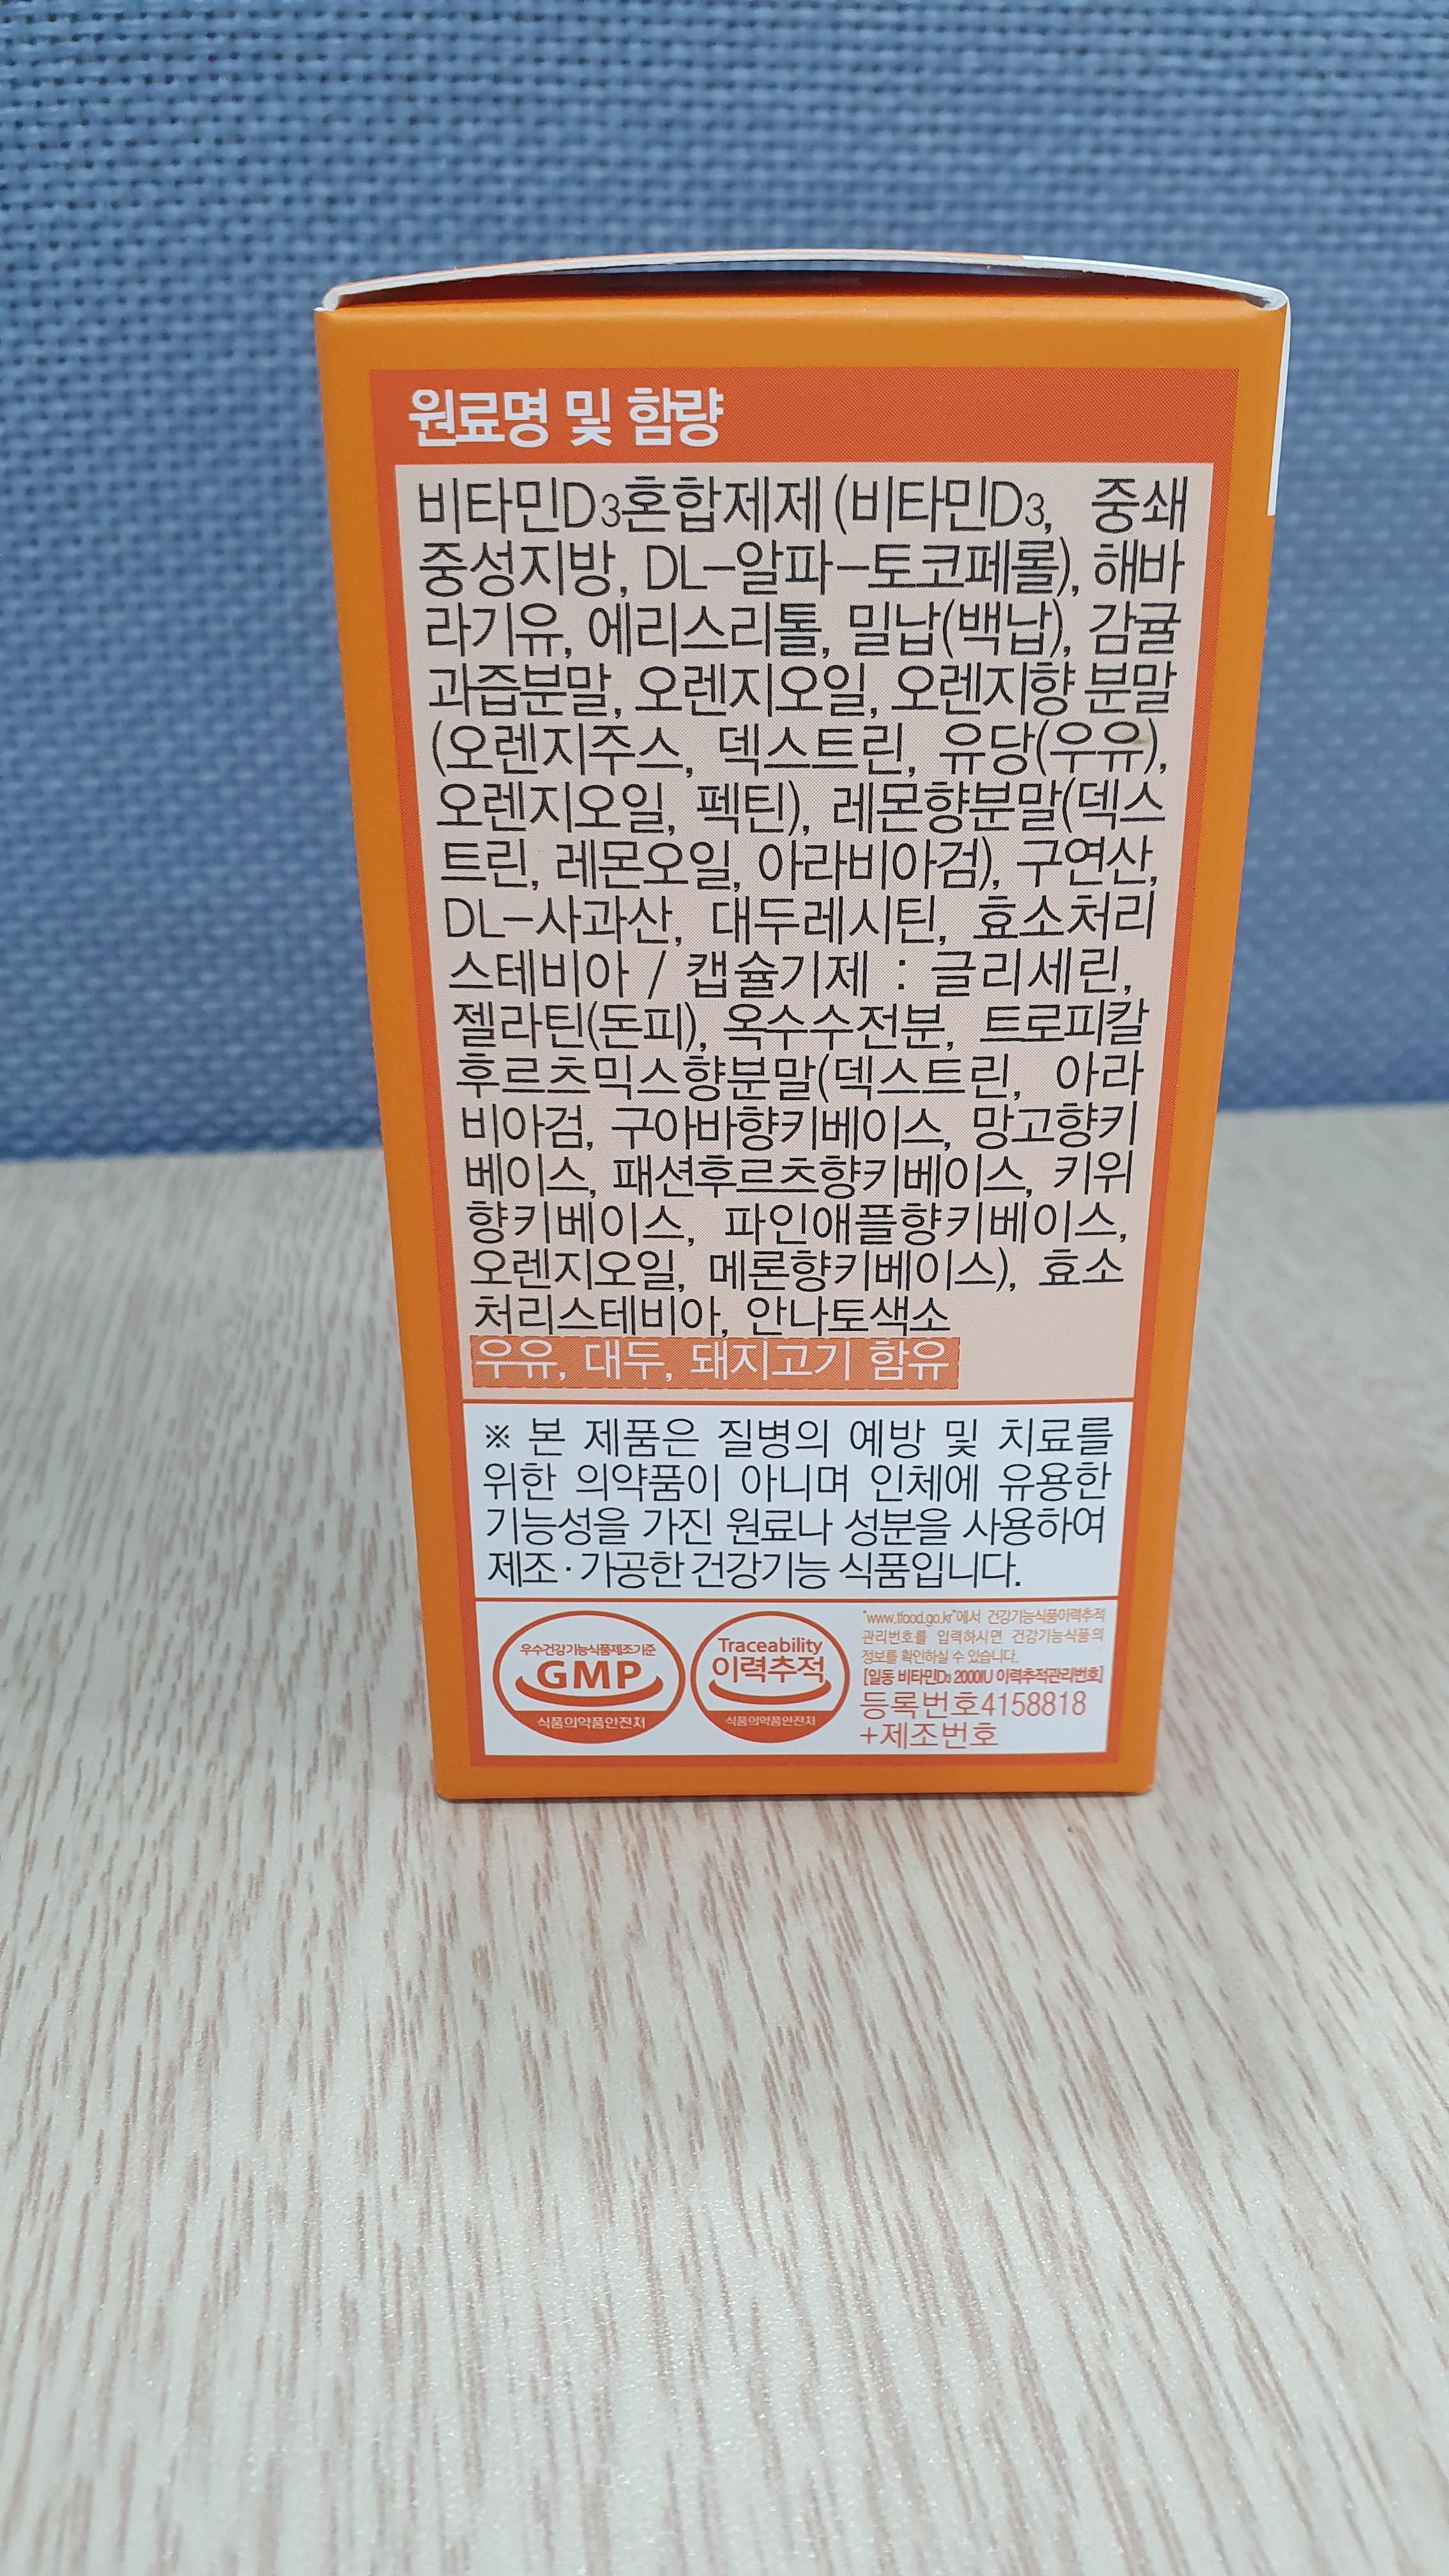 원료명 및 함량
비타민D3혼합제제(비타민D3, 중쇄
중성지방, DL-알파-토코페롤), 해바
라기유, 에리스리톨, 밀납(백납), 감귤
과즙분말, 오렌지오일, 오렌지향 분말
(오렌지주스, 덱스트린, 유당(우유),
오렌지오일, 펙틴), 레몬향분말(덱스
트린, 레몬오일, 아라비아검), 구연산,
DL-사과산, 대두레시틴, 효소처리
스테비아 / 캡슐기제 : 글리세린,
젤라틴(돈피), 옥수수전분, 트로피칼
후르츠믹스향분말(덱스트린, 아라
비아검, 구아바향키베이스, 망고향키
베이스, 패션후르츠향키베이스, 키위
향키베이스, 파인애플향키베이스,
오렌지오일, 메론향키베이스), 효소
처리스테비아, 안나토색소
우유, 대두, 돼지고기 함유
※ 본 제품은 질병의 예방 및 치료를
위한 의약품이 아니며 인체에 유용한
기능성을 가진 원료나 성분을 사용하여
제조·가공한 건강기능 식품입니다.
우수건강기능식품제조기준
GMP
식품의약품안전처
Traceability
이력추적
식품의약품안전처
"www.tfood.go.kr"에서 건강기능식품이력추적
관리번호를 입력하시면 건강기능식품의
정보를 확인하실 수 있습니다.
[일동 비타민D3 2000IU 이력추적관리번호]
등록번호4158818
+제조번호